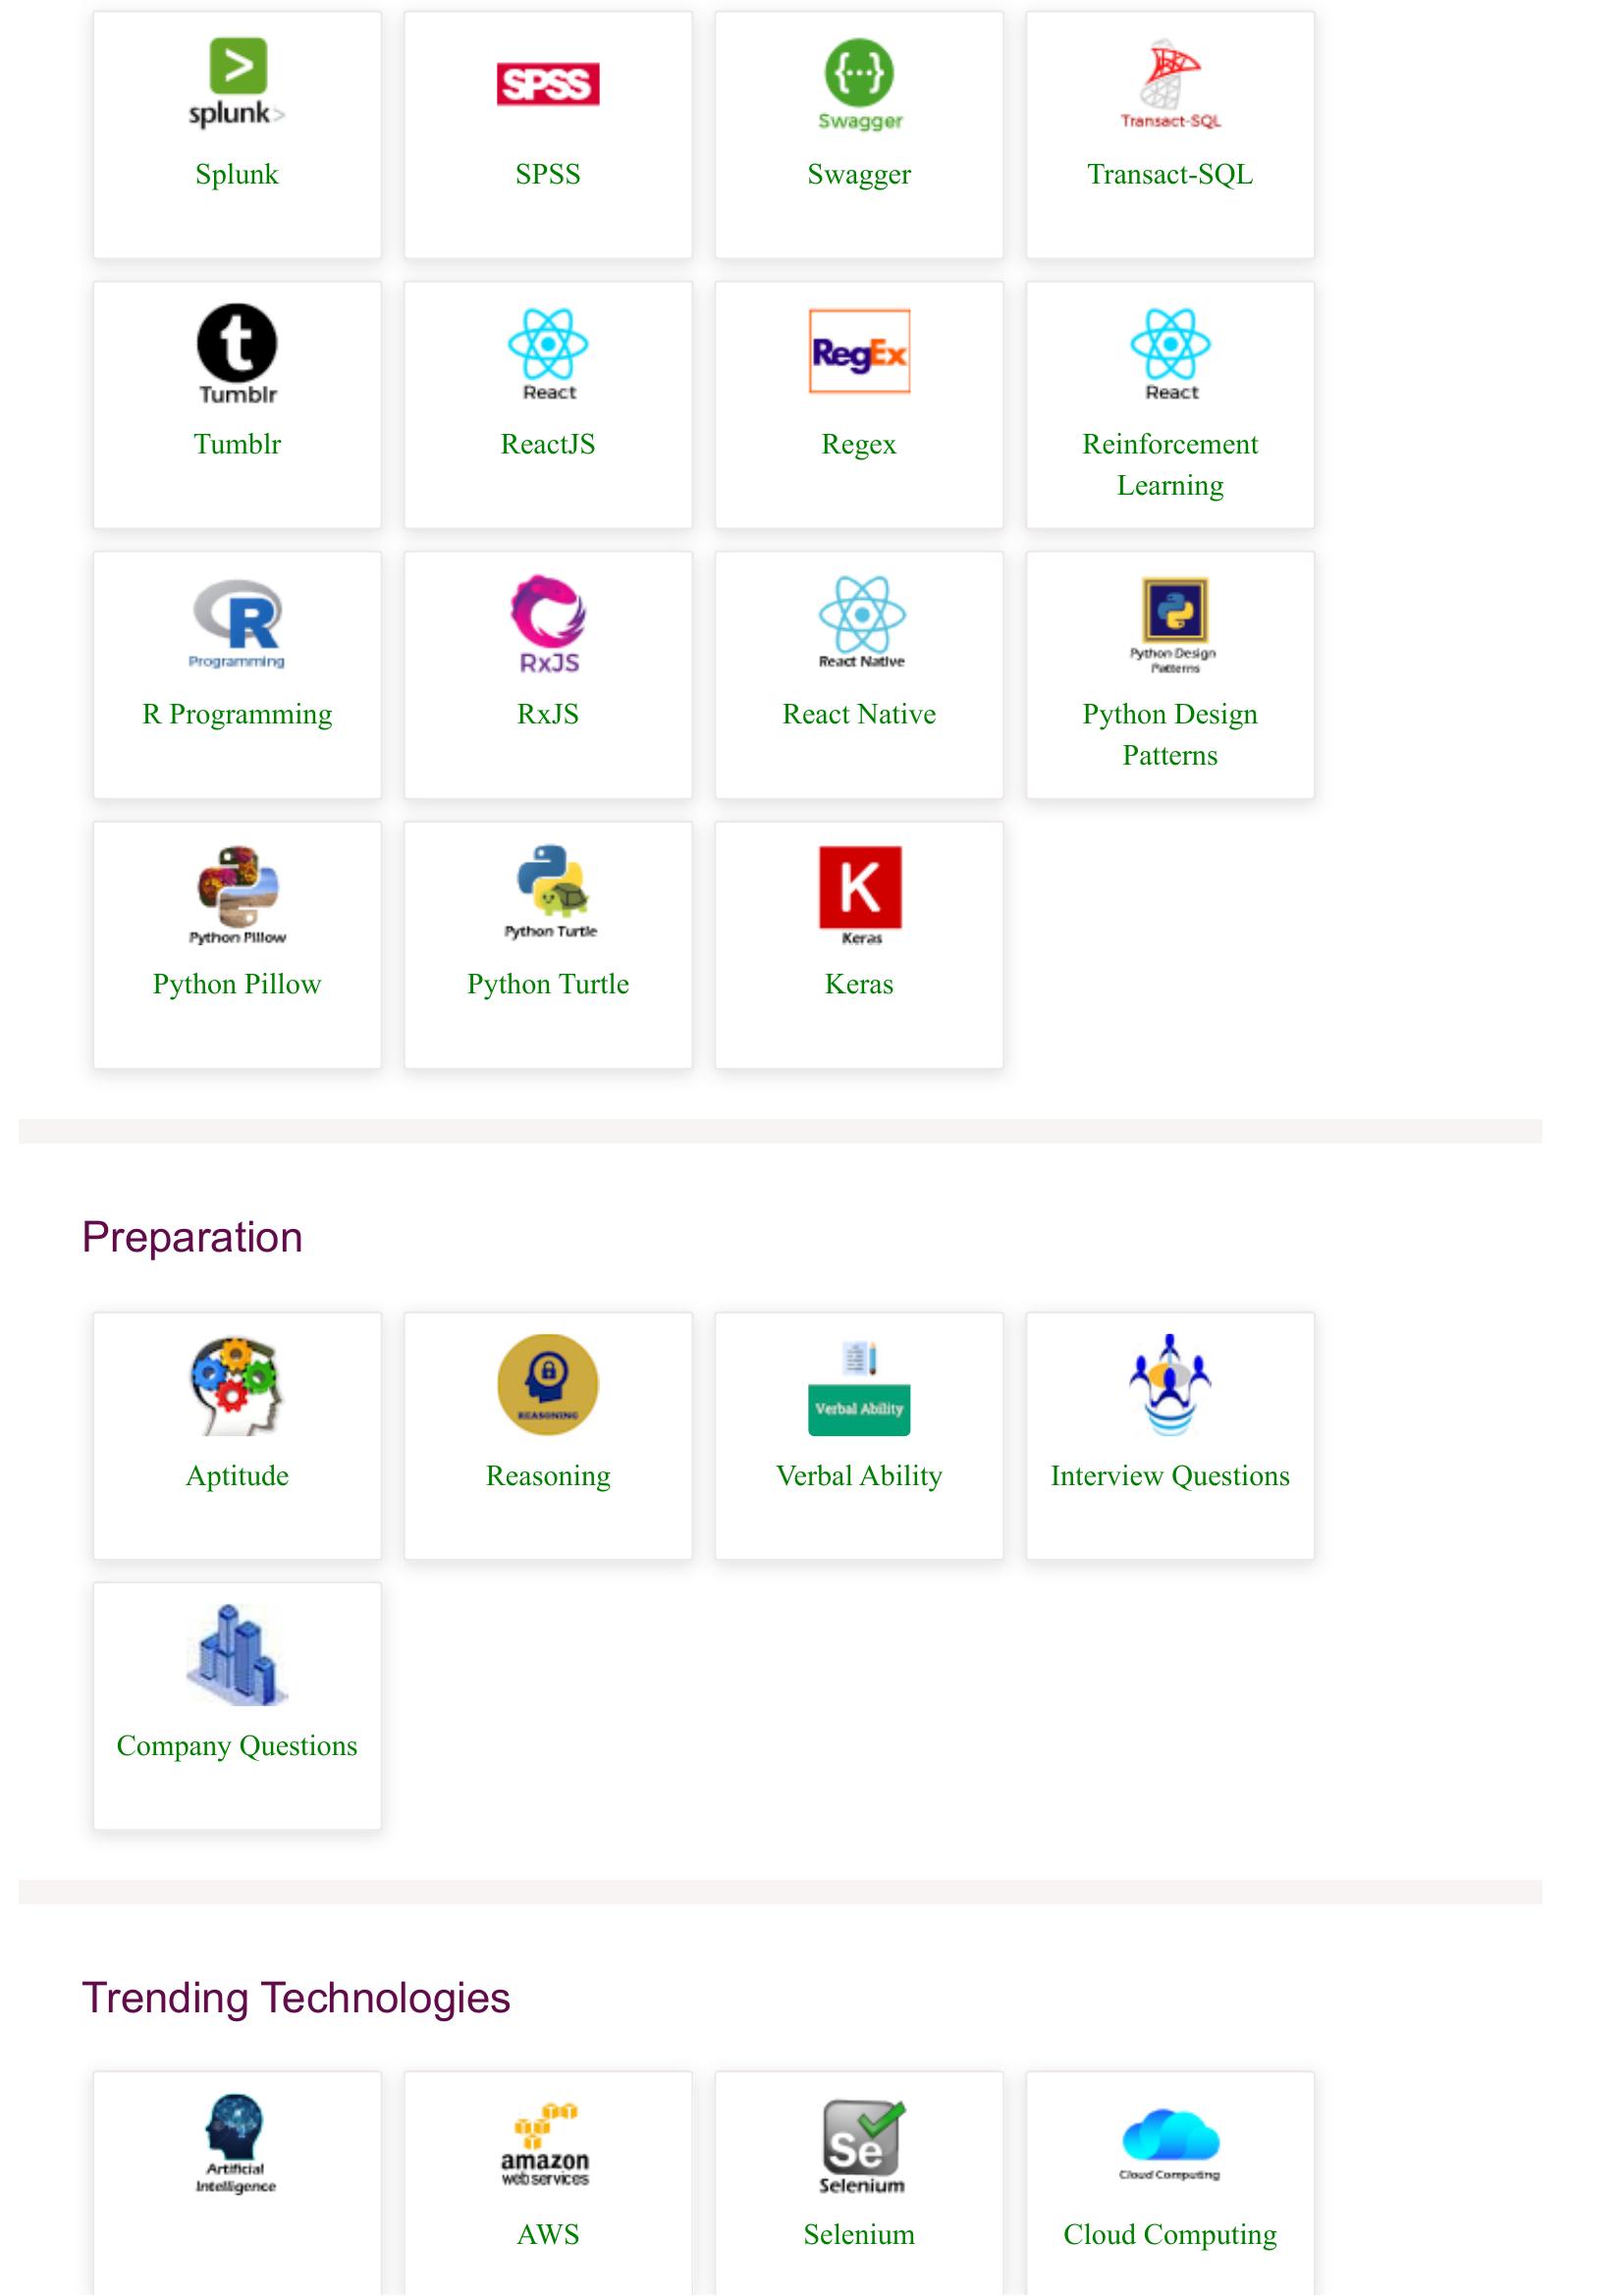 splunk>
SPSS
{···}
Swagger
Transact-SQL
Splunk
SPSS
Swagger
Transact-SQL
t
Tumblr
React
RegEx
React
Tumblr
ReactJS
Regex
Reinforcement
Learning
R
Programming
RxJS
React Native
Python Design
Patterns
R Programming
RxJS
React Native
Python Design
Patterns
Python Pillow
Python Turtle
K
Keras
Python Pillow
Python Turtle
Keras
Preparation
REASONING
Verbal Ability
Aptitude
Reasoning
Verbal Ability
Interview Questions
Company Questions
Trending Technologies
Artificial
Intelligence
amazon
web services
Se
Selenium
Cloud Computing
AWS
Selenium
Cloud Computing